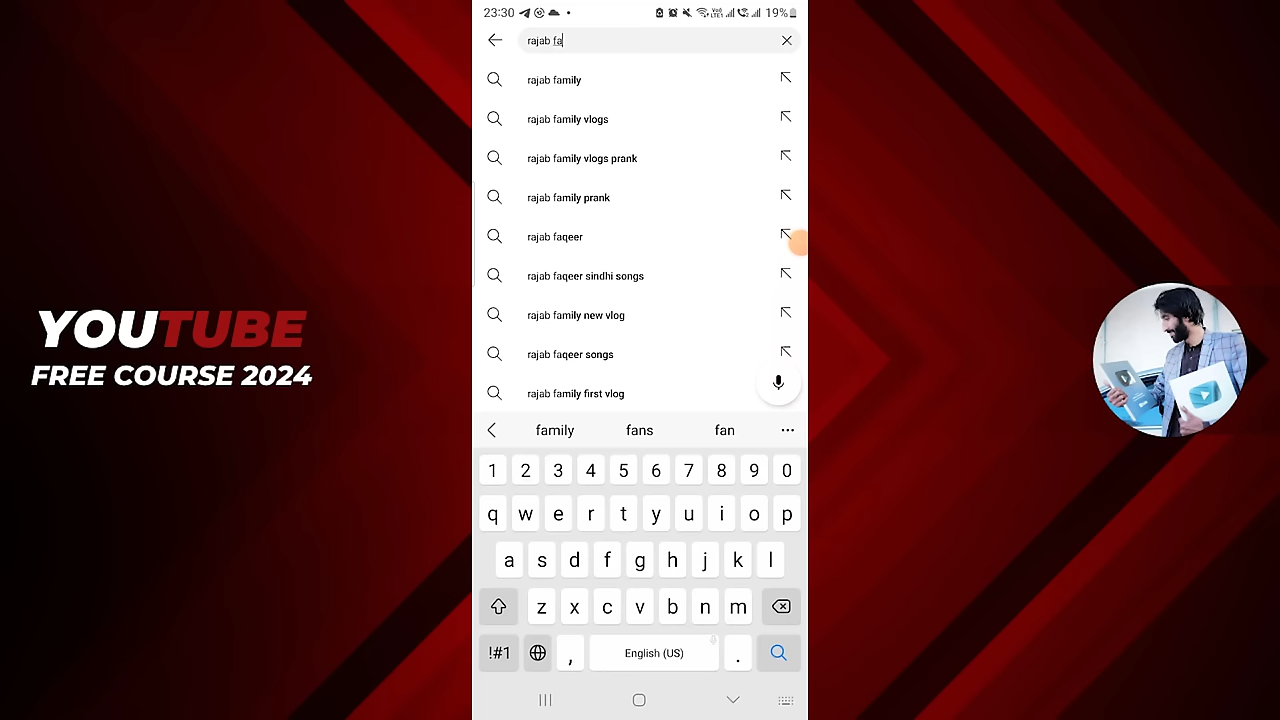 23:30 19%
rajab fa
rajab family
rajab family vlogs
rajab family vlogs prank
rajab family prank
rajab faqeer
rajab faqeer sindhi songs
rajab family new vlog
rajab faqeer songs
rajab family first vlog
YOUTUBE
FREE COURSE 2024
family fans fan
1 2 3 4 5 6 7 8 9 0
q w e r t y u i o p
a s d f g h j k l
z x c v b n m
!#1 , English (US) .